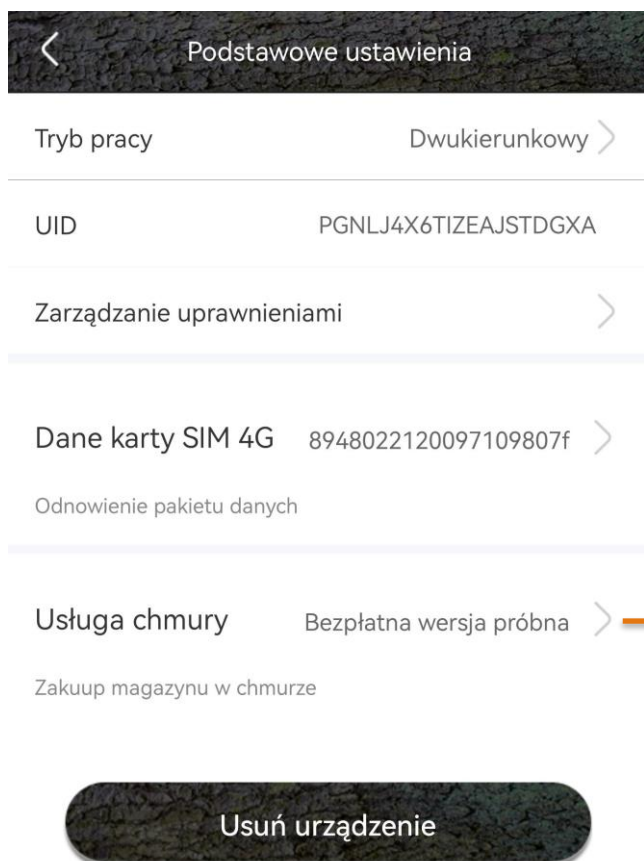 Podstawowe ustawienia
Tryb pracy Dwukierunkowy
UID PGNLJ4X6TIZEAJSTDGXA
Zarządzanie uprawnieniami
Dane karty SIM 4G 8948022120097109807f
Odnowienie pakietu danych
Usługa chmury Bezpłatna wersja próbna
Zakuup magazynu w chmurze
Usuń urządzenie